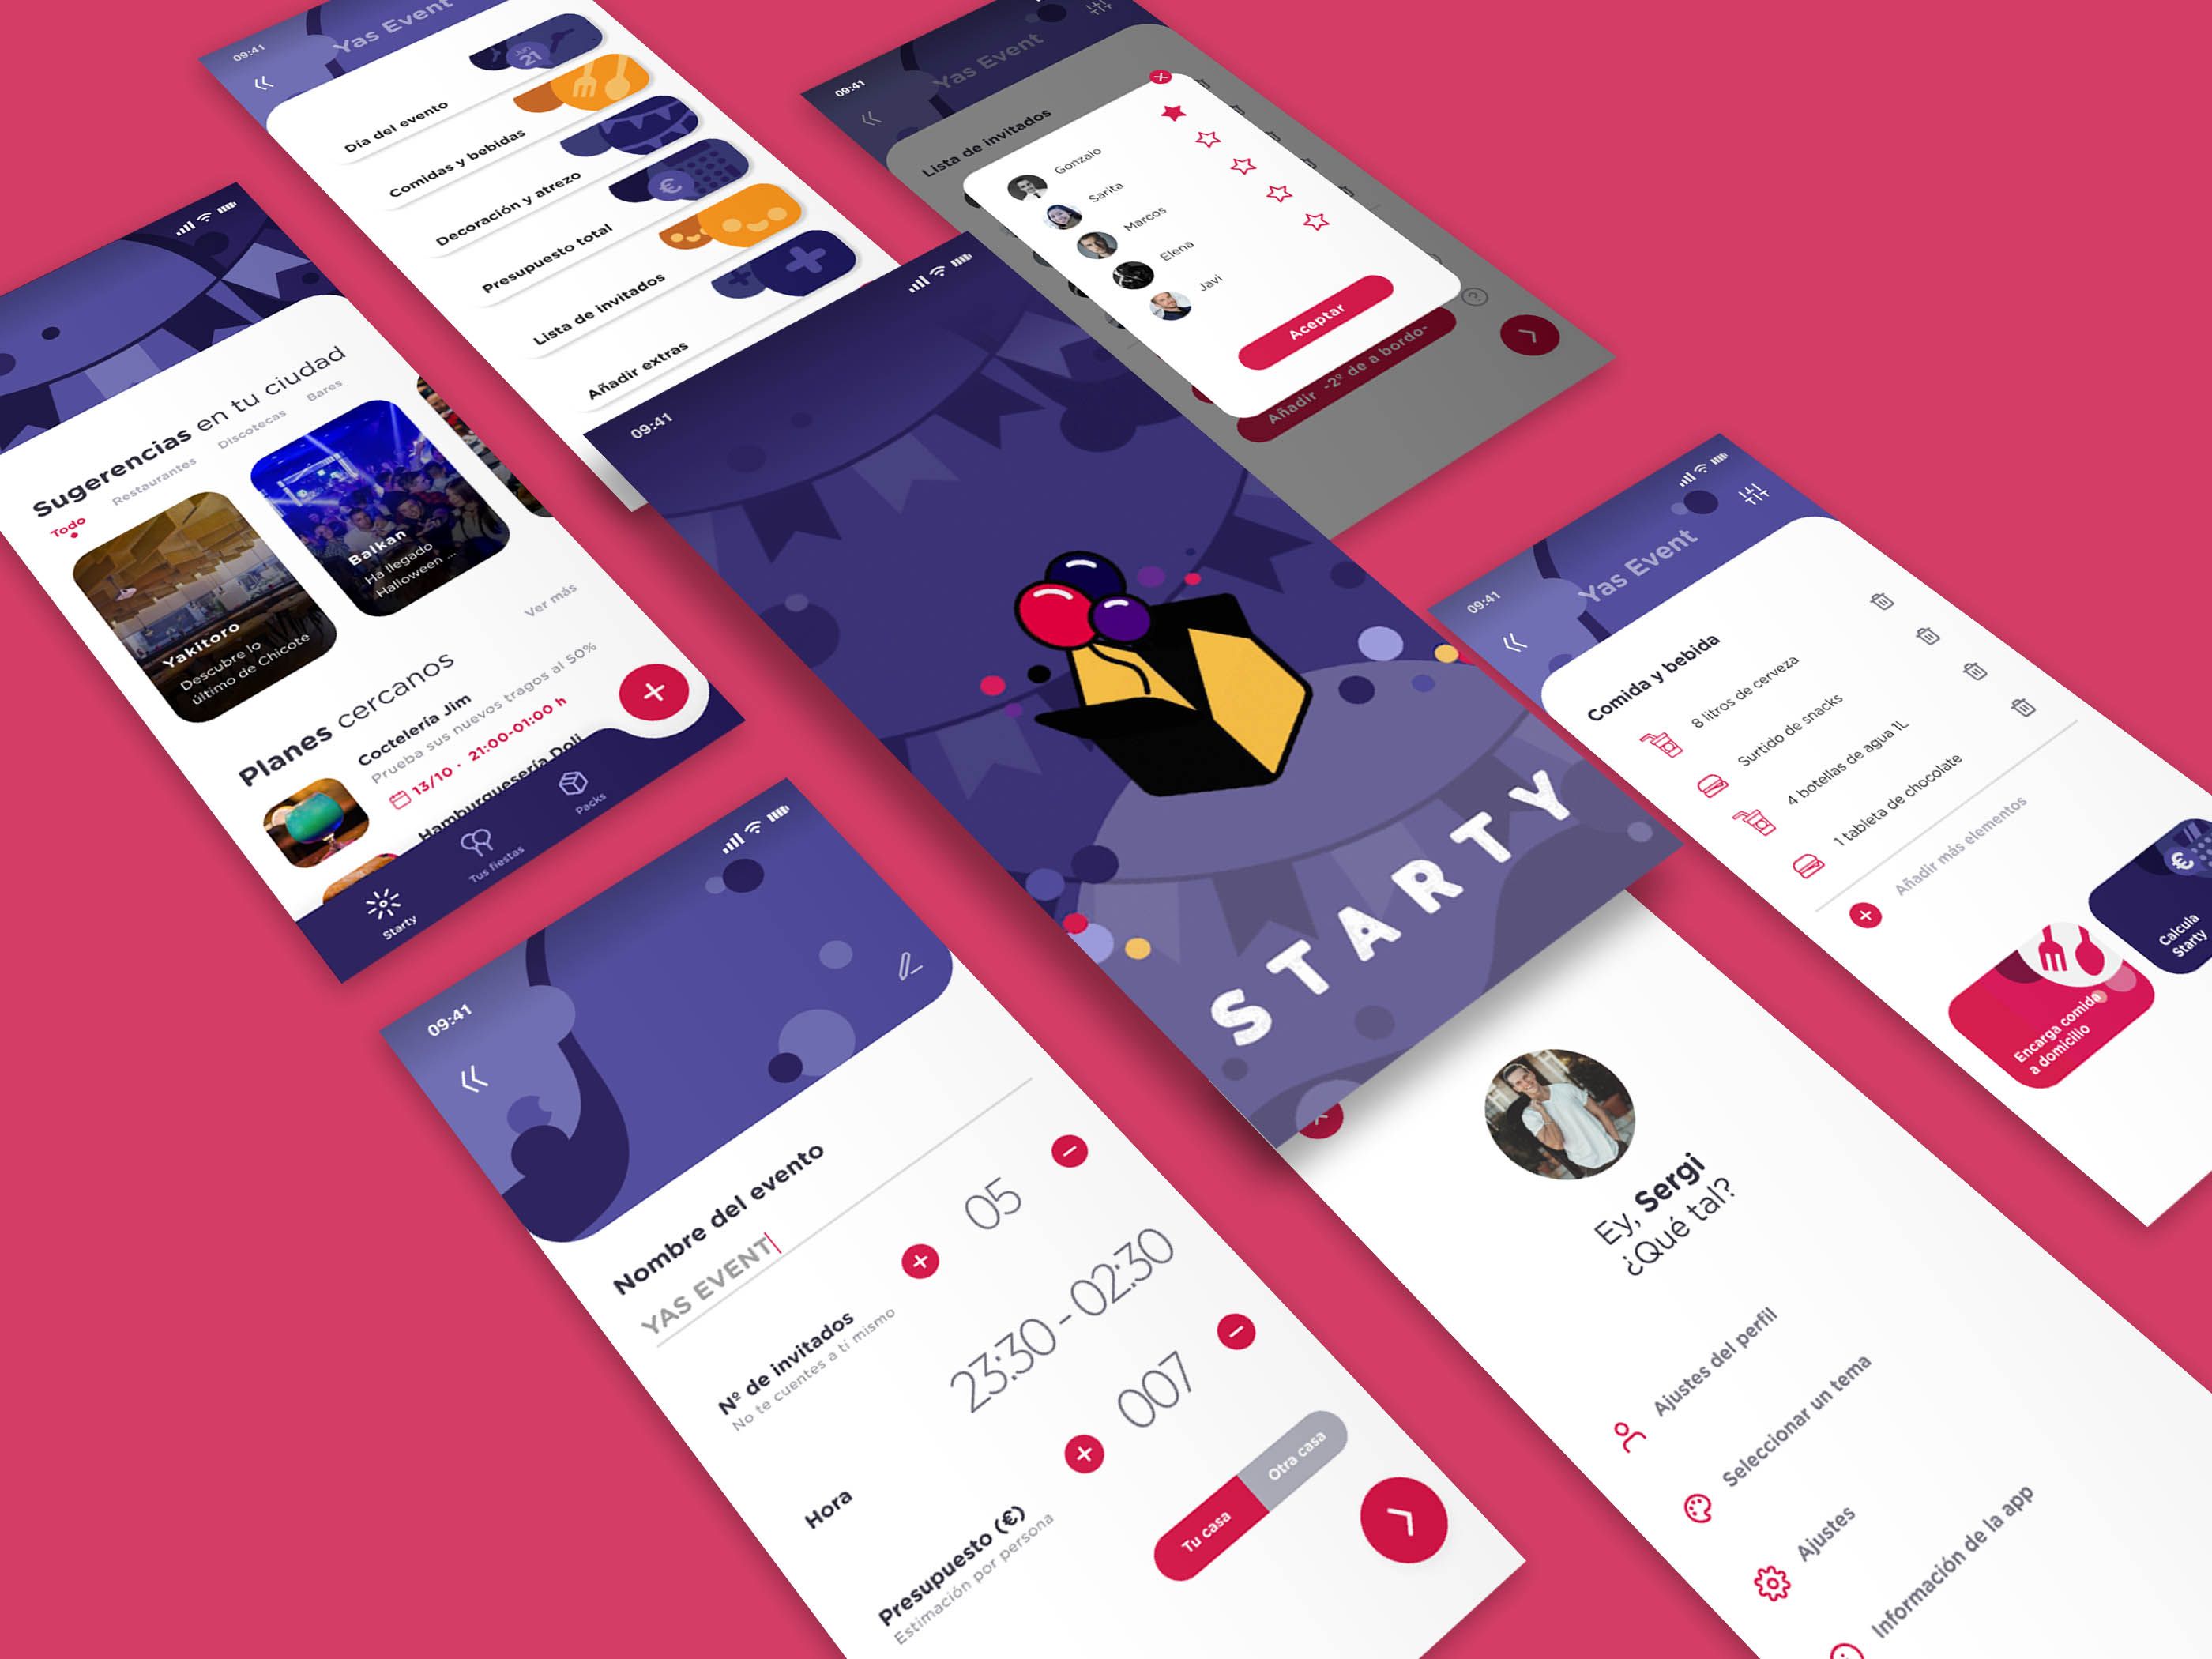 09:41
Yas Event
Jun
21
Día del evento
Comidas y bebidas
Decoración y atrezo
€
Presupuesto total
Lista de invitados
Añadir extras
09:41
Yas Event
Lista de invitados
Gonzalo
Sarita
Marcos
Elena
Javi
Aceptar
Añadir -2º de a bordo-
?
Sugerencias en tu ciudad
Todo
Restaurantes
Discotecas
Bares
Yakitoro
Descubre lo
último de Chicote
Balkan
Ha llegado
Halloween ...
Ver más
Planes cercanos
Coctelería Jim
Prueba sus nuevos tragos al 50%
13/10 · 21:00-01:00 h
Hamburguesería Doli
Starty
Tus fiestas
Packs
09:41
STARTY
09:41
Yas Event
Comida y bebida
8 litros de cerveza
Surtido de snacks
4 botellas de agua 1L
1 tableta de chocolate
Añadir más elementos
Encarga comida
a domicilio
€
Calcula
Starty
09:41
Nombre del evento
YAS EVENT
Nº de invitados
No te cuentes a ti mismo
05
Hora
23:30 - 02:30
Presupuesto (€)
Estimación por persona
007
Tu casa
Otra casa
Ey, Sergi
¿Qué tal?
Ajustes del perfil
Seleccionar un tema
Ajustes
Información de la app